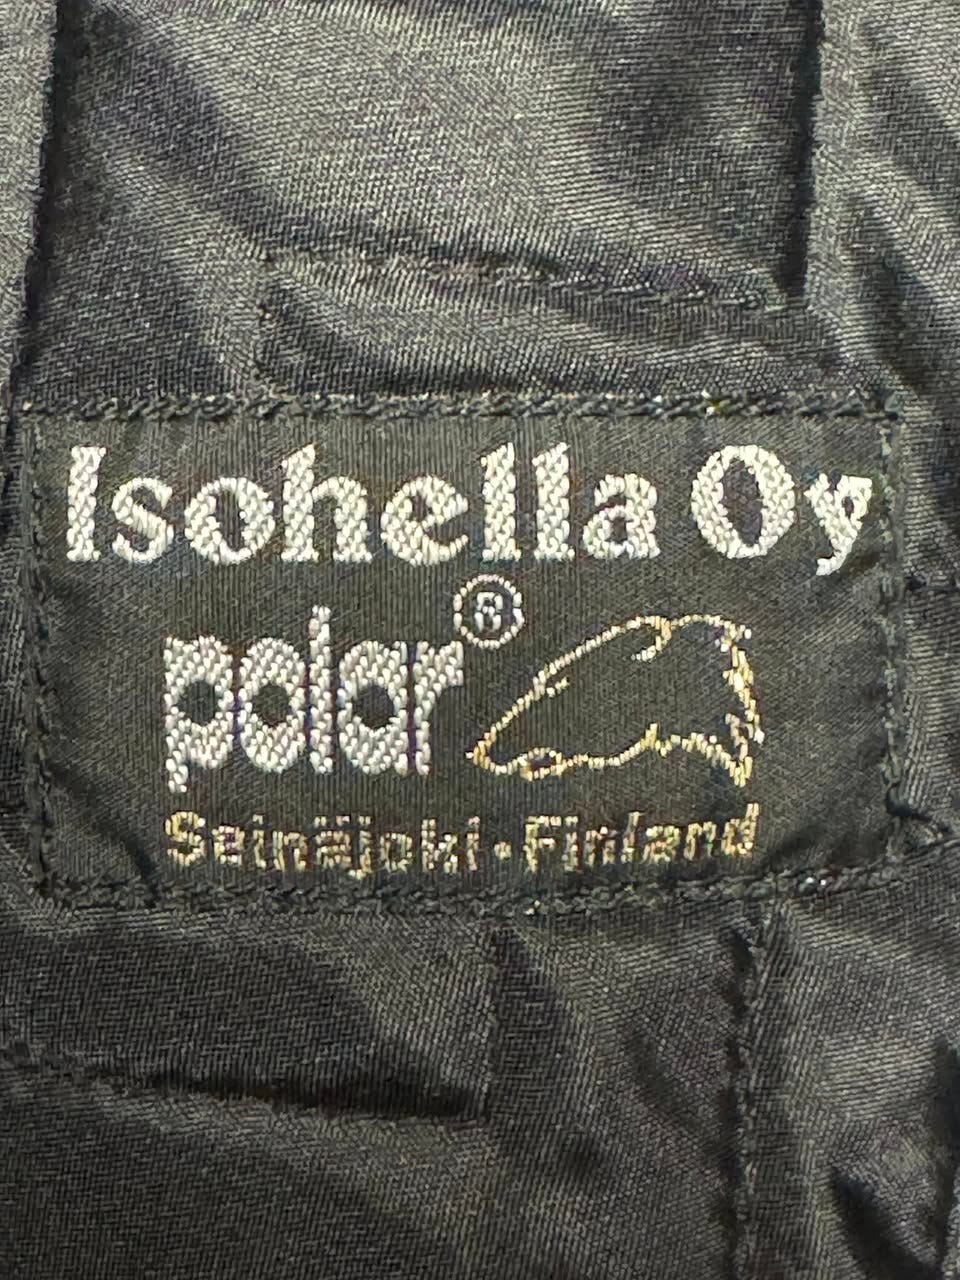 Isohella Oy
polar®
Seinäjoki · Finland